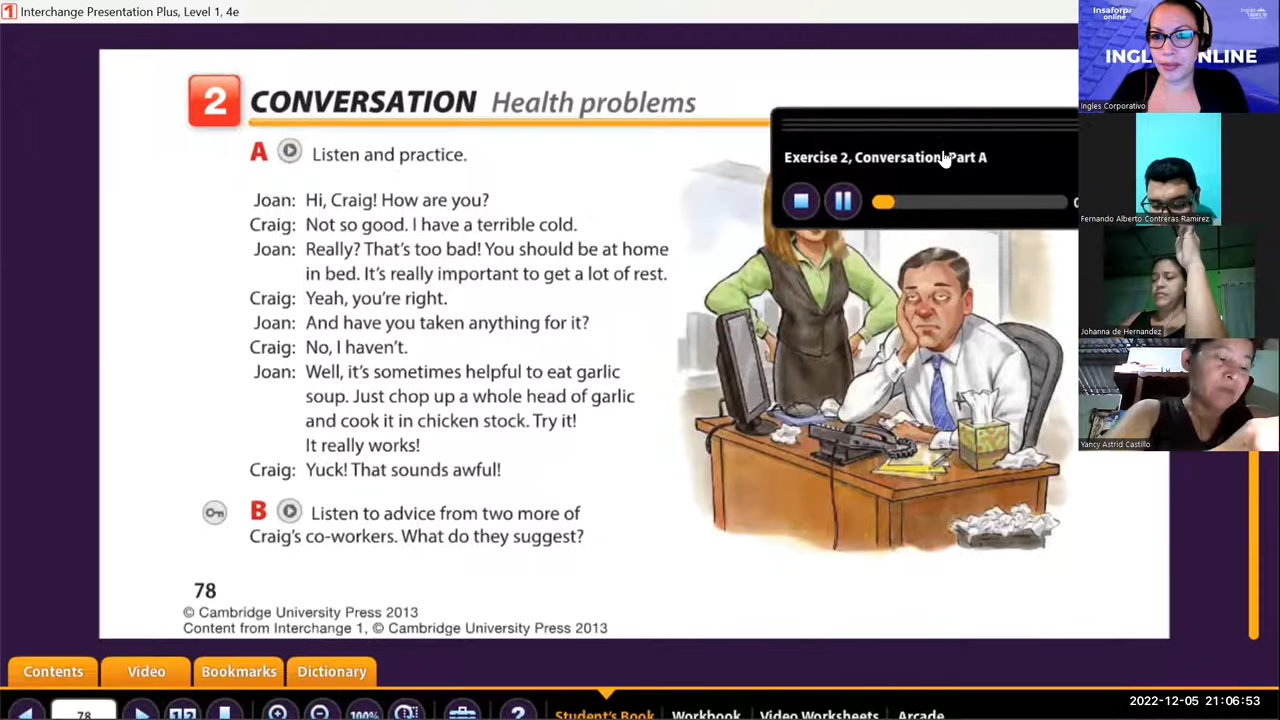 Interchange Presentation Plus, Level 1, 4e
Insaforp
online
INGL
ONLINE
Ingles Corporativo
2 CONVERSATION Health problems
A Listen and practice.
Exercise 2, Conversation, Part A
Joan: Hi, Craig! How are you?
Craig: Not so good. I have a terrible cold.
Joan: Really? That's too bad! You should be at home
in bed. It's really important to get a lot of rest.
Craig: Yeah, you're right.
Joan: And have you taken anything for it?
Craig: No, I haven't.
Joan: Well, it's sometimes helpful to eat garlic
soup. Just chop up a whole head of garlic
and cook it in chicken stock. Try it!
It really works!
Craig: Yuck! That sounds awful!
B Listen to advice from two more of
Craig's co-workers. What do they suggest?
78
© Cambridge University Press 2013
Content from Interchange 1, © Cambridge University Press 2013
Fernando Alberto Contreras Ramirez
Johanna de Hernandez
Yancy Astrid Castillo
Contents Video Bookmarks Dictionary
2022-12-05 21:06:53
78 100% ? Student's Book Workbook Video Worksheets Arcade